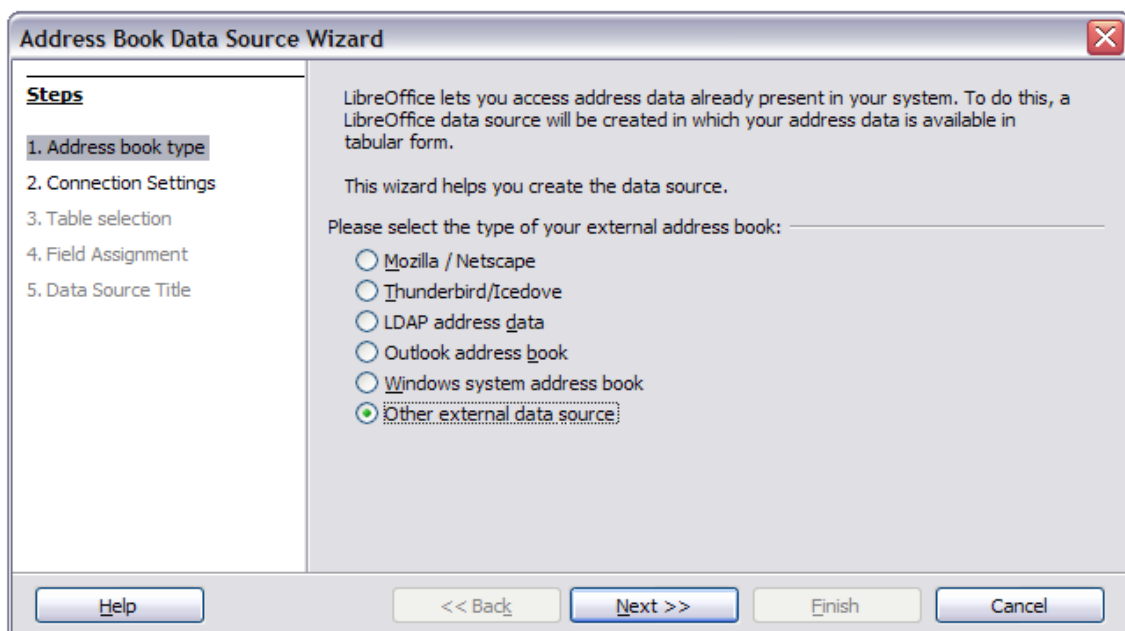 Address Book Data Source Wizard
Steps
1. Address book type
2. Connection Settings
3. Table selection
4. Field Assignment
5. Data Source Title
LibreOffice lets you access address data already present in your system. To do this, a
LibreOffice data source will be created in which your address data is available in
tabular form.
This wizard helps you create the data source.
Please select the type of your external address book:
Mozilla / Netscape
Thunderbird/Icedove
LDAP address data
Outlook address book
Windows system address book
Other external data source
Help
<< Back
Next >>
Finish
Cancel